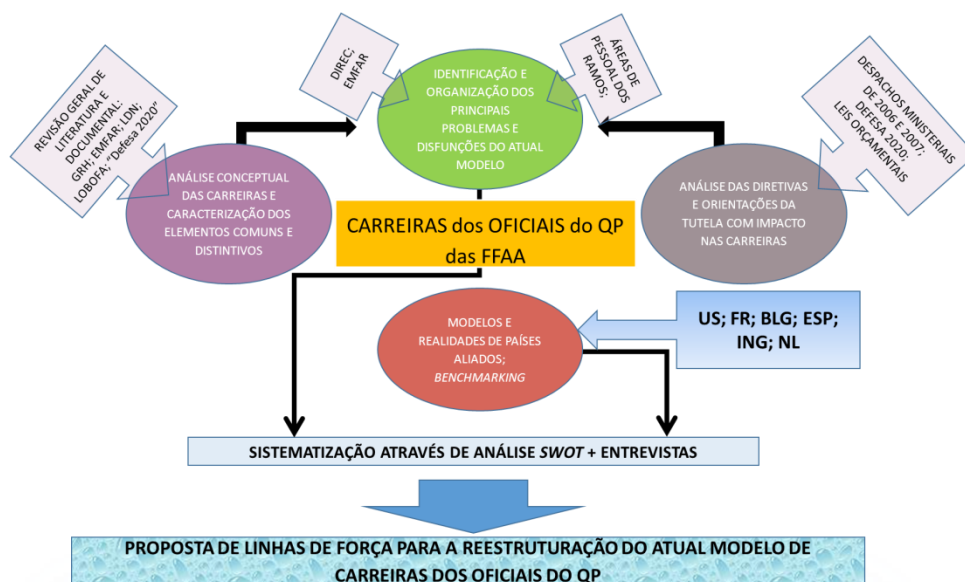 REVISÃO GERAL DE
LITERATURA E
DOCUMENTAL:
GRH; EMFAR; LDN;
LOBOFA; “Defesa 2020”
DIREC;
EMFAR
IDENTIFICAÇÃO E
ORGANIZAÇÃO DOS
PRINCIPAIS
PROBLEMAS E
DISFUNÇÕES DO ATUAL
MODELO
ÁREAS DE
PESSOAL DOS
RAMOS;
DESPACHOS MINISTERIAIS
DE 2006 E 2007;
DEFESA 2020;
LEIS ORÇAMENTAIS
ANÁLISE CONCEPTUAL
DAS CARREIRAS E
CARACTERIZAÇÃO DOS
ELEMENTOS COMUNS E
DISTINTIVOS
ANÁLISE DAS DIRETIVAS
E ORIENTAÇÕES DA
TUTELA COM IMPACTO
NAS CARREIRAS
CARREIRAS dos OFICIAIS do QP
das FFAA
MODELOS E
REALIDADES DE PAÍSES
ALIADOS;
BENCHMARKING
US; FR; BLG; ESP;
ING; NL
SISTEMATIZAÇÃO ATRAVÉS DE ANÁLISE SWOT + ENTREVISTAS
PROPOSTA DE LINHAS DE FORÇA PARA A REESTRUTURAÇÃO DO ATUAL MODELO DE
CARREIRAS DOS OFICIAIS DO QP